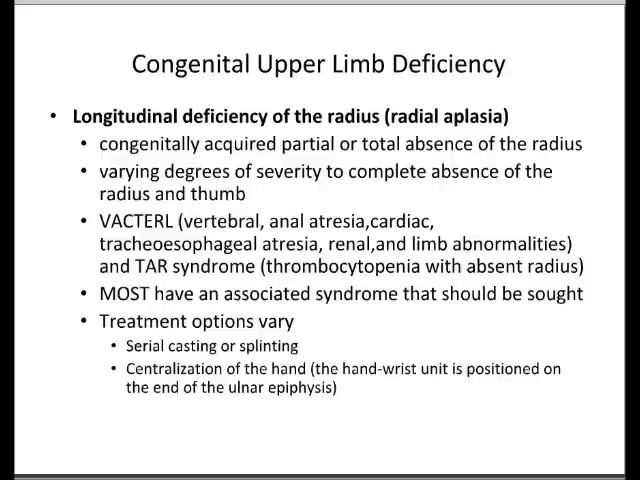 Congenital Upper Limb Deficiency
• Longitudinal deficiency of the radius (radial aplasia)
• congenitally acquired partial or total absence of the radius
• varying degrees of severity to complete absence of the
radius and thumb
• VACTERL (vertebral, anal atresia,cardiac,
tracheoesophageal atresia, renal,and limb abnormalities)
and TAR syndrome (thrombocytopenia with absent radius)
• MOST have an associated syndrome that should be sought
• Treatment options vary
• Serial casting or splinting
• Centralization of the hand (the hand-wrist unit is positioned on
the end of the ulnar epiphysis)